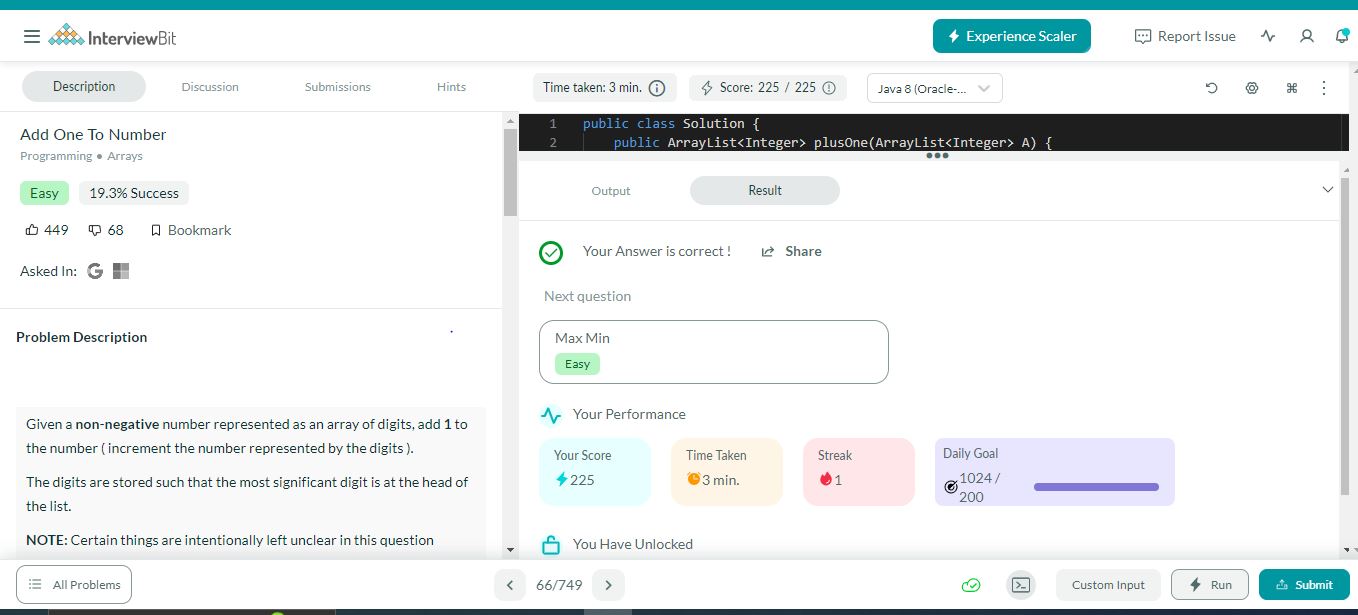 InterviewBit
Experience Scaler
Report Issue
Description
Discussion
Submissions
Hints
Time taken: 3 min.
Score: 225 / 225
Java 8 (Oracle-...
Add One To Number
Programming • Arrays
Easy
19.3% Success
449
68
Bookmark
Asked In:
Problem Description
Given a non-negative number represented as an array of digits, add 1 to
the number ( increment the number represented by the digits ).
The digits are stored such that the most significant digit is at the head of
the list.
NOTE: Certain things are intentionally left unclear in this question
1 public class Solution {
2 public ArrayList<Integer> plusOne(ArrayList<Integer> A) {
Output
Result
Your Answer is correct !
Share
Next question
Max Min
Easy
Your Performance
Your Score
225
Time Taken
3 min.
Streak
1
Daily Goal
1024 /
200
You Have Unlocked
All Problems
66/749
Custom Input
Run
Submit